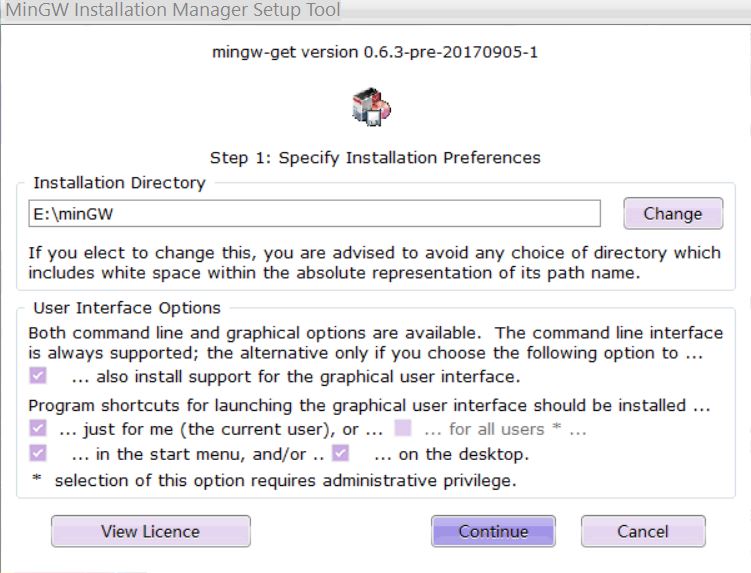 MinGW Installation Manager Setup Tool
mingw-get version 0.6.3-pre-20170905-1
Step 1: Specify Installation Preferences
Installation Directory
E:\minGW
Change
If you elect to change this, you are advised to avoid any choice of directory which
includes white space within the absolute representation of its path name.
User Interface Options
Both command line and graphical options are available. The command line interface
is always supported; the alternative only if you choose the following option to ...
... also install support for the graphical user interface.
Program shortcuts for launching the graphical user interface should be installed ...
... just for me (the current user), or ... ... for all users * ...
... in the start menu, and/or .. ... on the desktop.
* selection of this option requires administrative privilege.
View Licence Continue Cancel